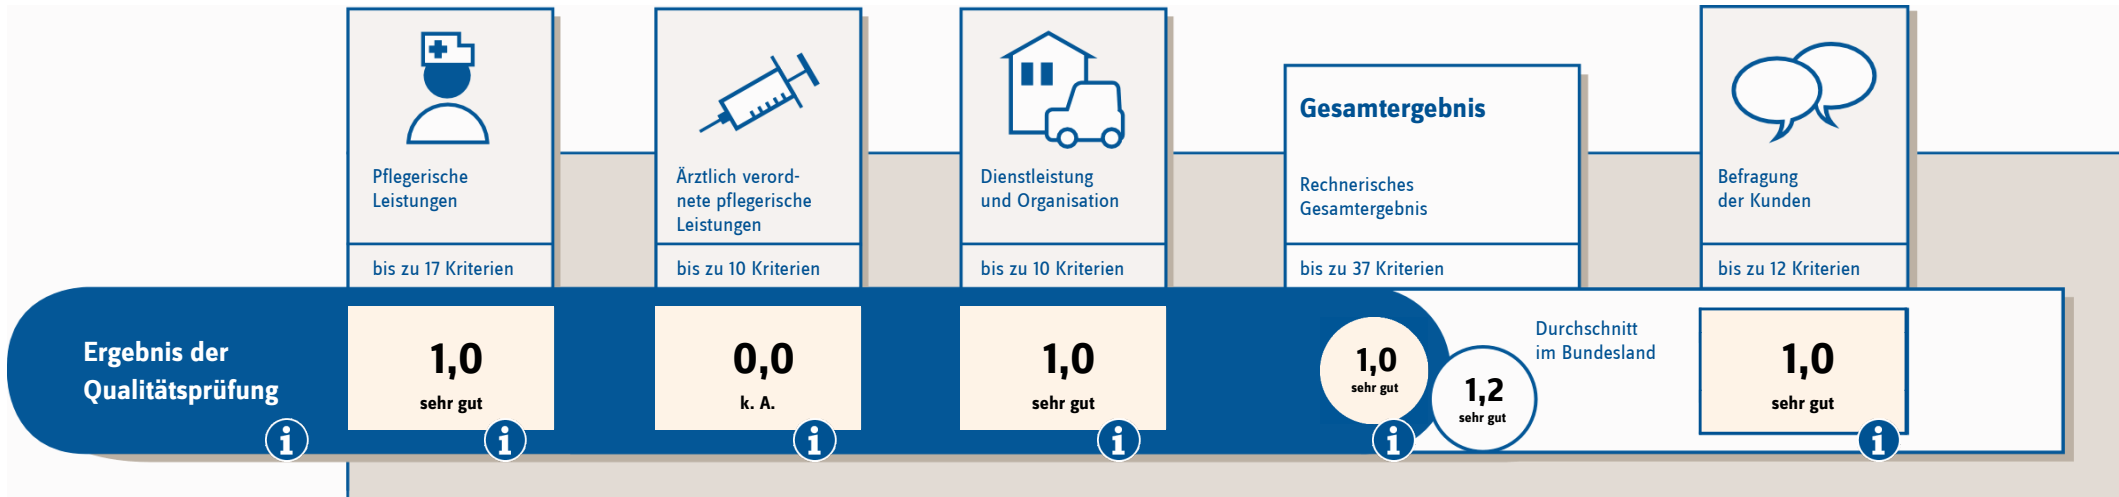 Pflegerische
Leistungen
bis zu 17 Kriterien
Ärztlich verord-
nete pflegerische
Leistungen
bis zu 10 Kriterien
Dienstleistung
und Organisation
bis zu 10 Kriterien
Gesamtergebnis
Rechnerisches
Gesamtergebnis
bis zu 37 Kriterien
Befragung
der Kunden
bis zu 12 Kriterien
Ergebnis der
Qualitätsprüfung
i
1,0
sehr gut
i
0,0
k. A.
i
1,0
sehr gut
i
1,0
sehr gut
i
1,2
sehr gut
Durchschnitt
im Bundesland
1,0
sehr gut
i